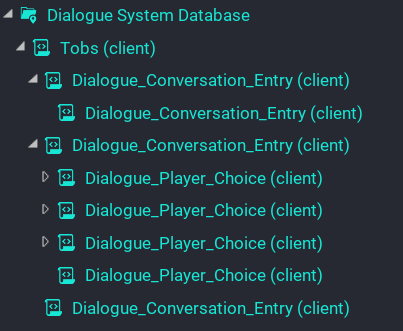 Dialogue System Database
Tobs (client)
Dialogue_Conversation_Entry (client)
Dialogue_Conversation_Entry (client)
Dialogue_Conversation_Entry (client)
Dialogue_Player_Choice (client)
Dialogue_Player_Choice (client)
Dialogue_Player_Choice (client)
Dialogue_Player_Choice (client)
Dialogue_Conversation_Entry (client)